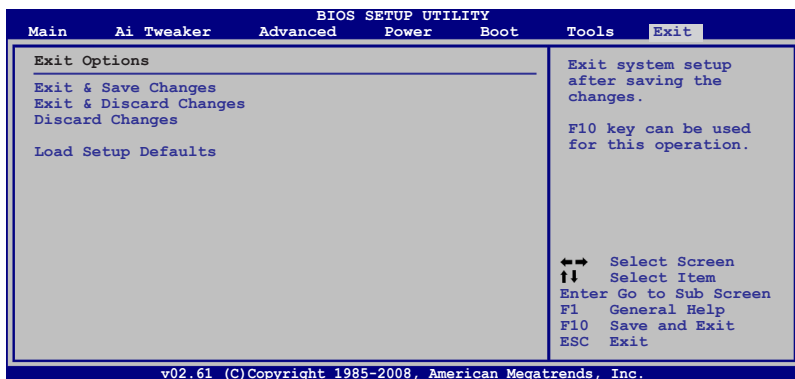 BIOS SETUP UTILITY
Main Ai Tweaker Advanced Power Boot Tools Exit
Exit Options
Exit & Save Changes
Exit & Discard Changes
Discard Changes
Load Setup Defaults
Exit system setup
after saving the
changes.
F10 key can be used
for this operation.
←→ Select Screen
↑↓ Select Item
Enter Go to Sub Screen
F1 General Help
F10 Save and Exit
ESC Exit
v02.61 (C)Copyright 1985-2008, American Megatrends, Inc.